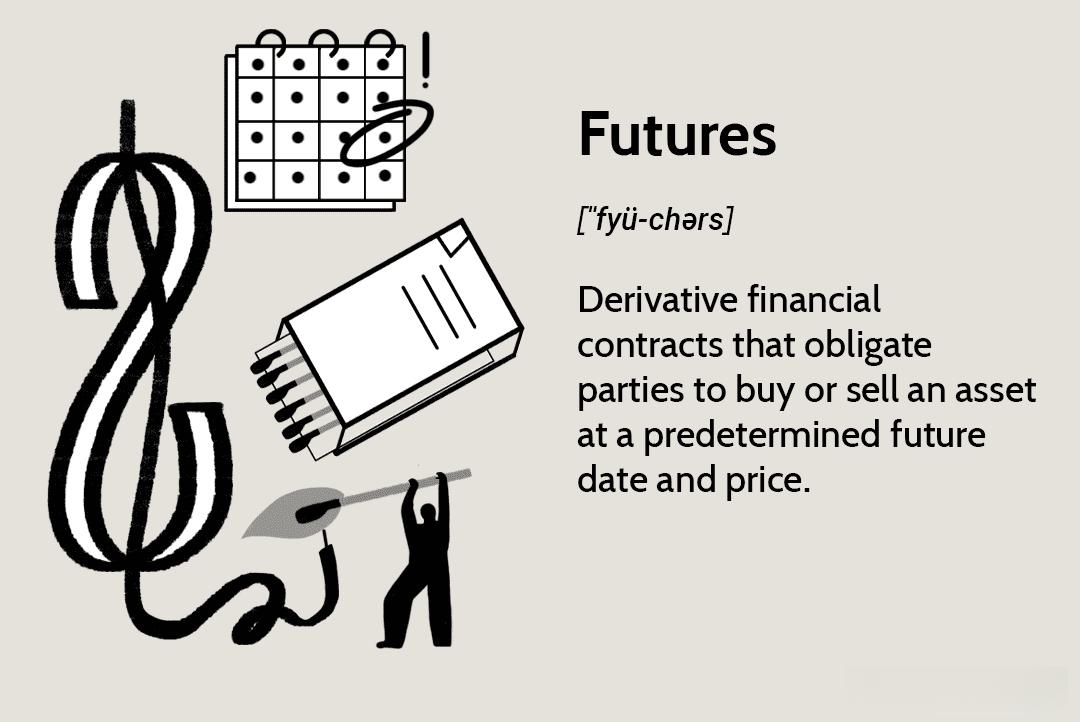 Futures
["fyü-chərs]
Derivative financial
contracts that obligate
parties to buy or sell an asset
at a predetermined future
date and price.